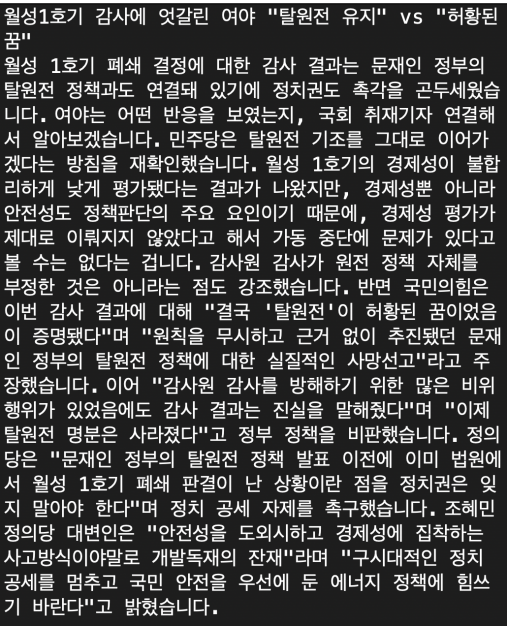 월성1호기 감사에 엇갈린 여야 "탈원전 유지" vs "허황된
꿈"
월성 1호기 폐쇄 결정에 대한 감사 결과는 문재인 정부의
탈원전 정책과도 연결돼 있기에 정치권도 촉각을 곤두세웠습
니다. 여야는 어떤 반응을 보였는지, 국회 취재기자 연결해
서 알아보겠습니다. 민주당은 탈원전 기조를 그대로 이어가
겠다는 방침을 재확인했습니다. 월성 1호기의 경제성이 불합
리하게 낮게 평가됐다는 결과가 나왔지만, 경제성뿐 아니라
안전성도 정책판단의 주요 요인이기 때문에, 경제성 평가가
제대로 이뤄지지 않았다고 해서 가동 중단에 문제가 있다고
볼 수는 없다는 겁니다. 감사원 감사가 원전 정책 자체를
부정한 것은 아니라는 점도 강조했습니다. 반면 국민의힘은
이번 감사 결과에 대해 "결국 '탈원전'이 허황된 꿈이었음
이 증명됐다"며 "원칙을 무시하고 근거 없이 추진됐던 문재
인 정부의 탈원전 정책에 대한 실질적인 사망선고"라고 주
장했습니다. 이어 "감사원 감사를 방해하기 위한 많은 비위
행위가 있었음에도 감사 결과는 진실을 말해줬다"며 "이제
탈원전 명분은 사라졌다"고 정부 정책을 비판했습니다. 정의
당은 "문재인 정부의 탈원전 정책 발표 이전에 이미 법원에
서 월성 1호기 폐쇄 판결이 난 상황이란 점을 정치권은 잊
지 말아야 한다"며 정치 공세 자제를 촉구했습니다. 조혜민
정의당 대변인은 "안전성을 도외시하고 경제성에 집착하는
사고방식이야말로 개발독재의 잔재"라며 "구시대적인 정치
공세를 멈추고 국민 안전을 우선에 둔 에너지 정책에 힘쓰
기 바란다"고 밝혔습니다.